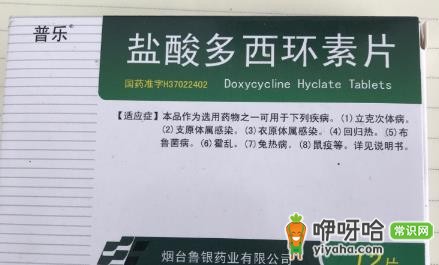 普乐®
盐酸多西环素片
国药准字H37022402 Doxycycline Hyclate Tablets
【适应症】本品作为选用药物之一可用于下列疾病。(1)立克次体病。
(2)支原体属感染。(3)衣原体属感染。(4)回归热。(5)布
鲁菌病。(6)霍乱。(7)兔热病。(8)鼠疫等。详见说明书。
烟台鲁银药业有限公司
12片
咿呀哈 常识网
yiyaha.com